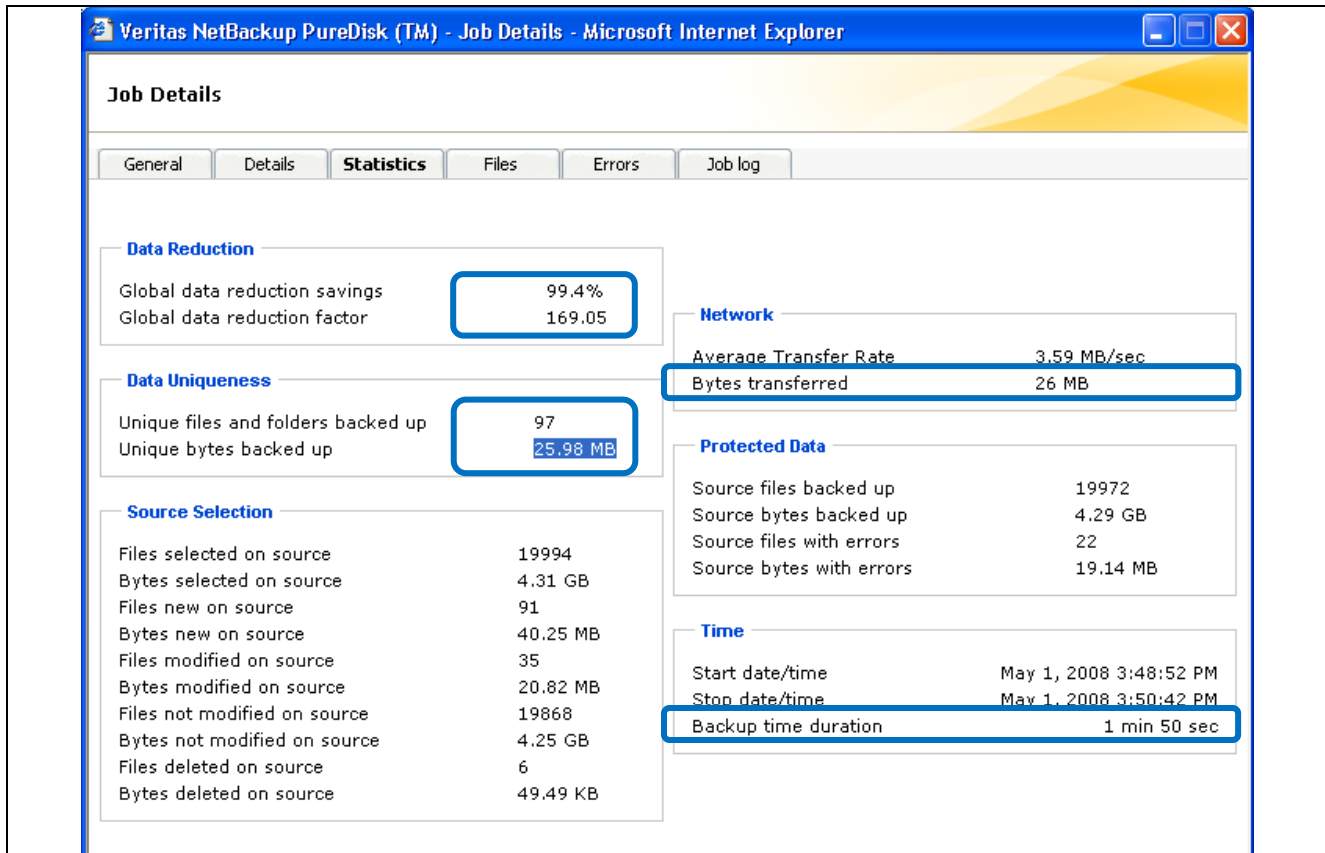 Veritas NetBackup PureDisk (TM) - Job Details - Microsoft Internet Explorer
Job Details
General Details Statistics Files Errors Job log
Data Reduction
Global data reduction savings 99.4%
Global data reduction factor 169.05
Data Uniqueness
Unique files and folders backed up 97
Unique bytes backed up 25.98 MB
Source Selection
Files selected on source 19994
Bytes selected on source 4.31 GB
Files new on source 91
Bytes new on source 40.25 MB
Files modified on source 35
Bytes modified on source 20.82 MB
Files not modified on source 19868
Bytes not modified on source 4.25 GB
Files deleted on source 6
Bytes deleted on source 49.49 KB
Network
Average Transfer Rate 3.59 MB/sec
Bytes transferred 26 MB
Protected Data
Source files backed up 19972
Source bytes backed up 4.29 GB
Source files with errors 22
Source bytes with errors 19.14 MB
Time
Start date/time May 1, 2008 3:48:52 PM
Stop date/time May 1, 2008 3:50:42 PM
Backup time duration 1 min 50 sec